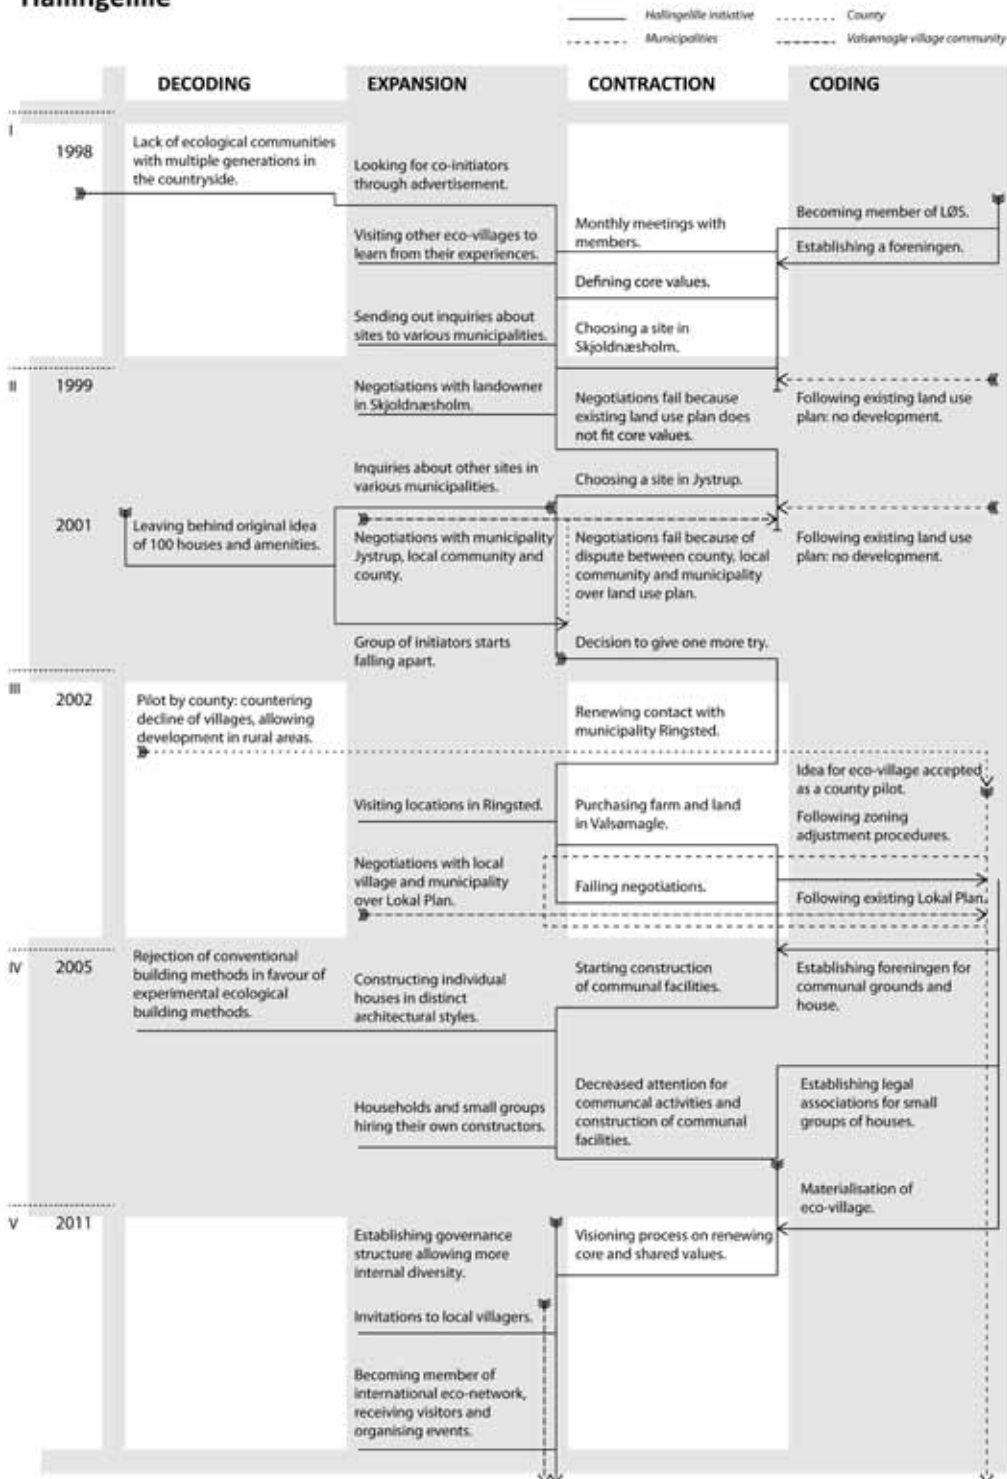 Hallingelille
Hallingelille initiative
County
Municipalities
Valsømagle village community
DECODING
EXPANSION
CONTRACTION
CODING
I
1998
Lack of ecological communities
with multiple generations in
the countryside.
Looking for co-initiators
through advertisement.
Visiting other eco-villages to
learn from their experiences.
Sending out inquiries about
sites to various municipalities.
Monthly meetings with
members.
Defining core values.
Choosing a site in
Skjoldnæsholm.
Becoming member of LØS.
Establishing a foreningen.
II
1999
Negotiations with landowner
in Skjoldnæsholm.
Negotiations fail because
existing land use plan does
not fit core values.
Following existing land use
plan: no development.
Inquiries about other sites in
various municipalities.
Choosing a site in Jystrup.
2001
Leaving behind original idea
of 100 houses and amenities.
Negotiations with municipality
Jystrup, local community and
county.
Negotiations fail because of
dispute between county, local
community and municipality
over land use plan.
Following existing land use
plan: no development.
Group of initiators starts
falling apart.
Decision to give one more try.
III
2002
Pilot by county: countering
decline of villages, allowing
development in rural areas.
Renewing contact with
municipality Ringsted.
Idea for eco-village accepted
as a county pilot.
Visiting locations in Ringsted.
Purchasing farm and land
in Valsømagle.
Following zoning
adjustment procedures.
Negotiations with local
village and municipality
over Lokal Plan.
Failing negotiations.
Following existing Lokal Plan.
IV
2005
Rejection of conventional
building methods in favour of
experimental ecological
building methods.
Constructing individual
houses in distinct
architectural styles.
Starting construction
of communal facilities.
Establishing foreningen for
communal grounds and
house.
Households and small groups
hiring their own constructors.
Decreased attention for
communcal activities and
construction of communal
facilities.
Establishing legal
associations for small
groups of houses.
Materialisation of
eco-village.
V
2011
Establishing governance
structure allowing more
internal diversity.
Visioning process on renewing
core and shared values.
Invitations to local villagers.
Becoming member of
international eco-network,
receiving visitors and
organising events.